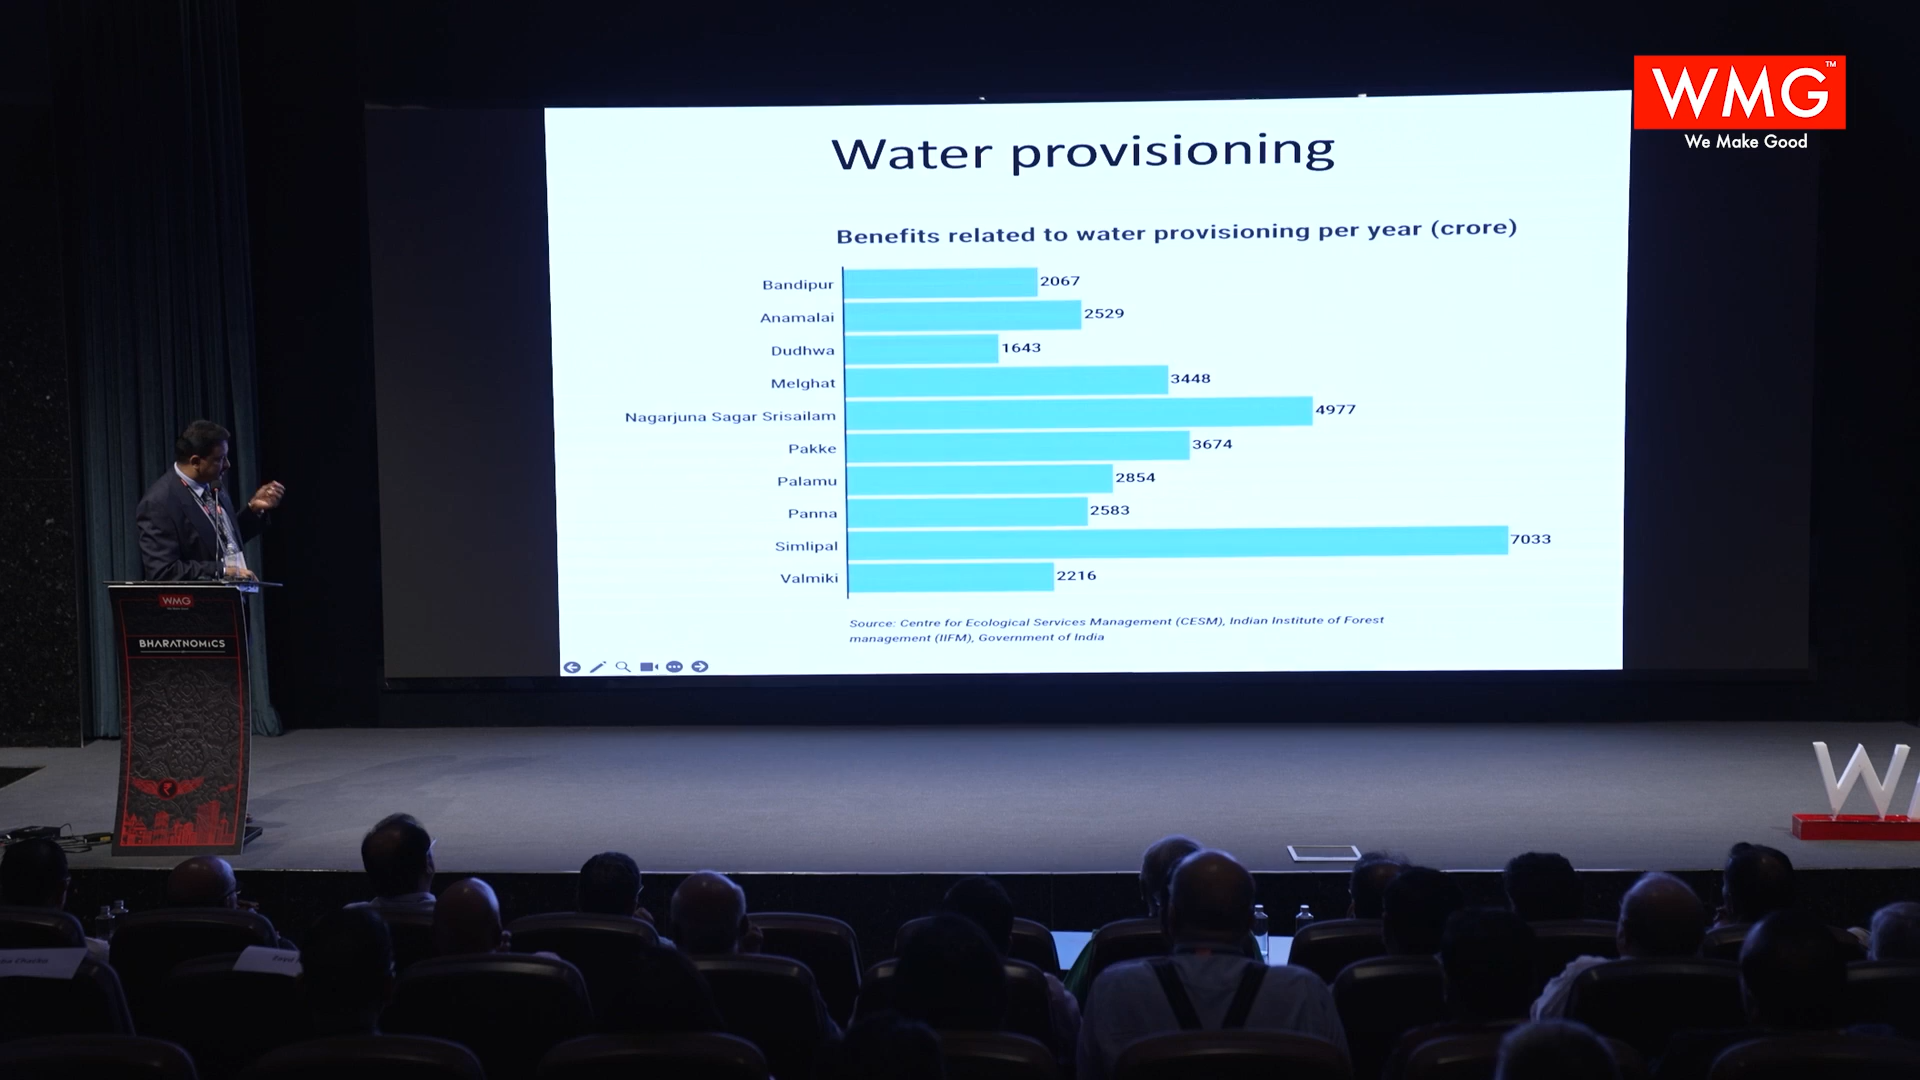 WMG™
We Make Good
Water provisioning
Benefits related to water provisioning per year (crore)
Bandipur 2067
Anamalai 2529
Dudhwa 1643
Melghat 3448
Nagarjuna Sagar Srisailam 4977
Pakke 3674
Palamu 2854
Panna 2583
Simlipal 7033
Valmiki 2216
Source: Centre for Ecological Services Management (CESM), Indian Institute of Forest
management (IIFM), Government of India
WMG
BHARATNOMiCS
₹
W